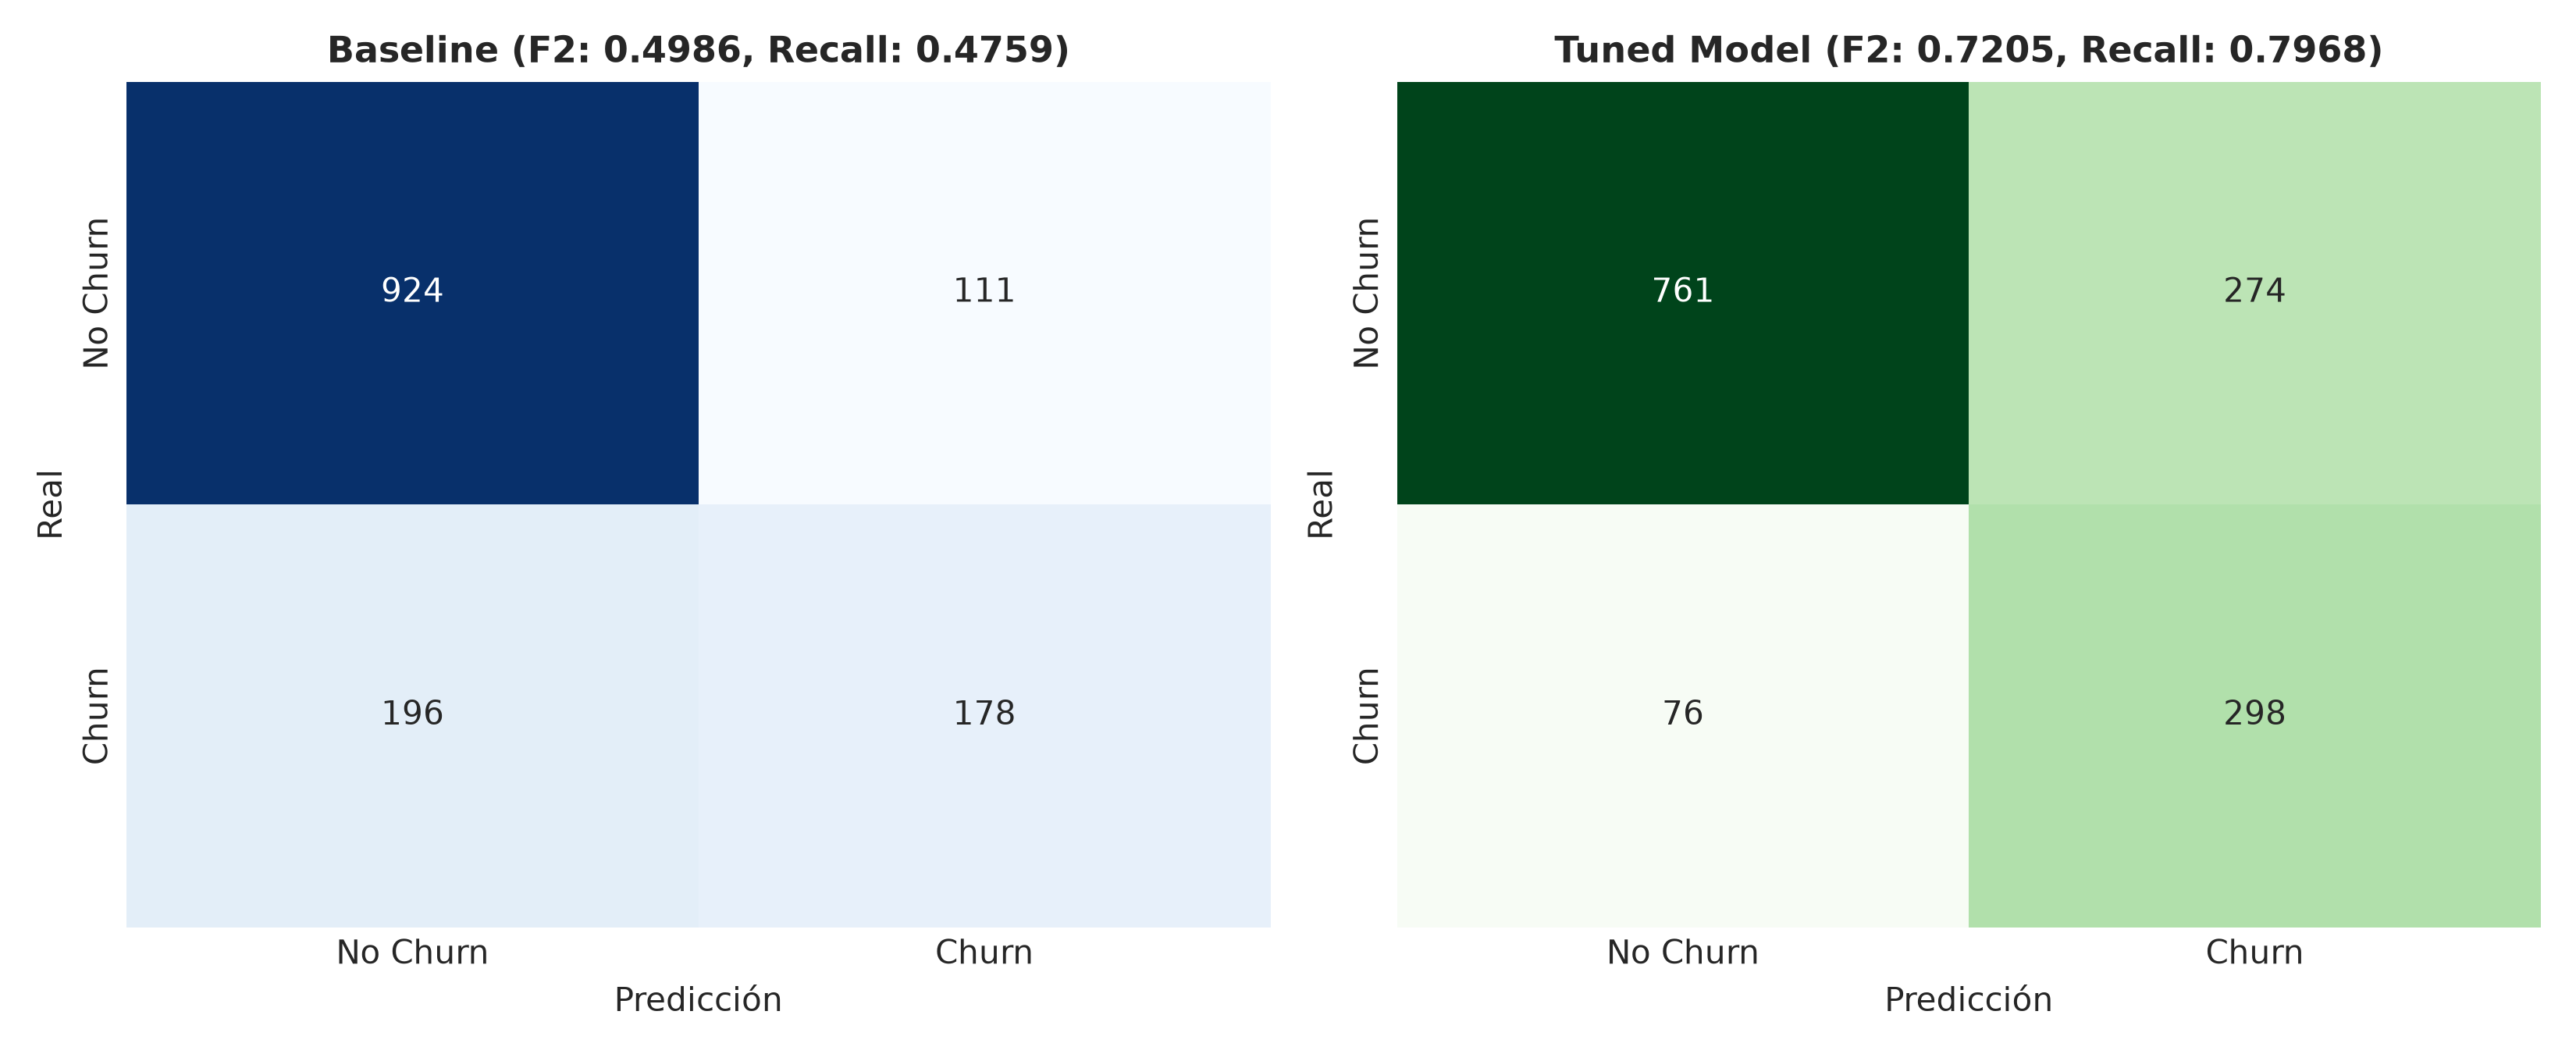 Baseline (F2: 0.4986, Recall: 0.4759)
Real
No Churn
924
111
Churn
196
178
No Churn
Churn
Predicción
Tuned Model (F2: 0.7205, Recall: 0.7968)
Real
No Churn
761
274
Churn
76
298
No Churn
Churn
Predicción